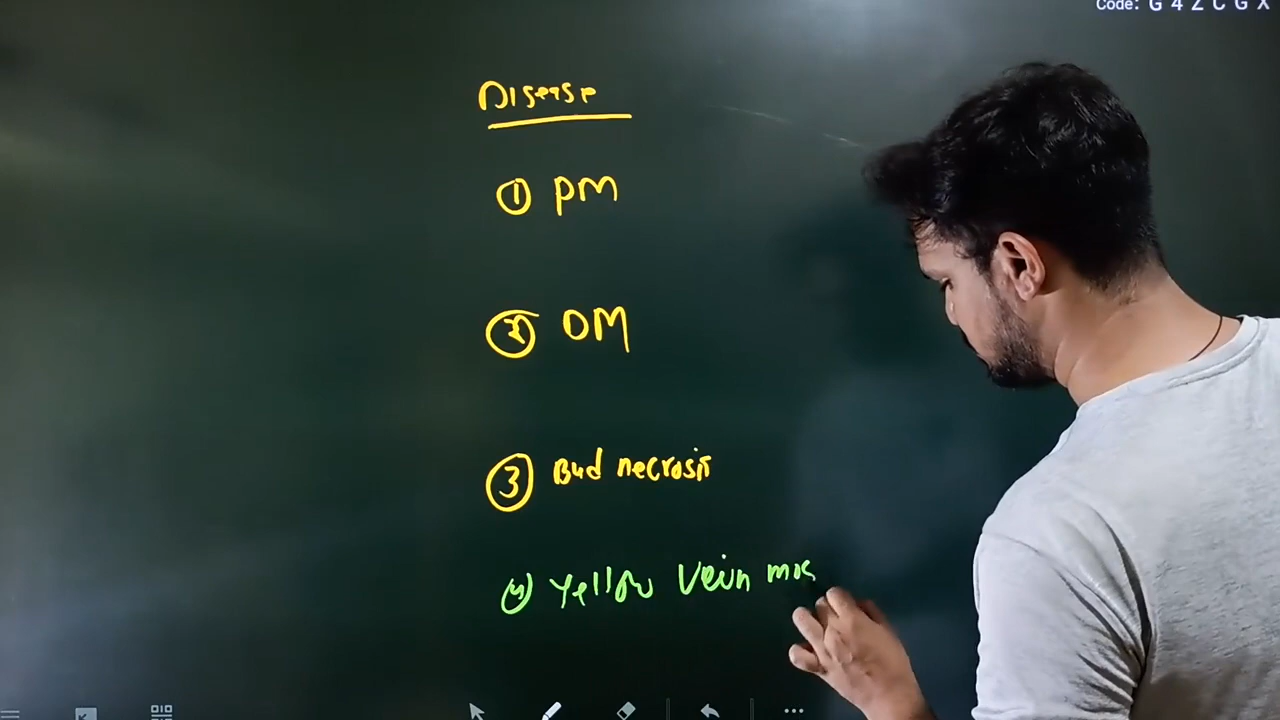 Code: G 4 Z C G X
Disease
① PM
② DM
③ Bud necrosis
④ Yellow Vein mos